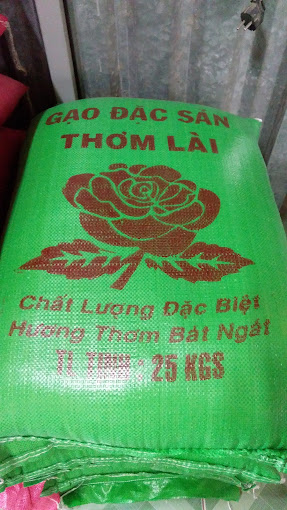 GẠO ĐẶC SẢN
THƠM LÀI
Chất Lượng Đặc Biệt
Hương Thơm Bát Ngát
TL TỊNH : 25 KGS